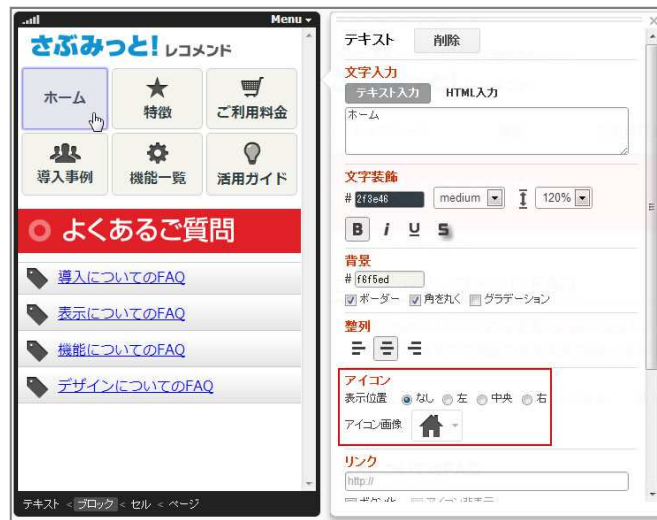 Menu
さぶみっと! レコメンド
ホーム
特徴
ご利用料金
導入事例
機能一覧
活用ガイド
よくあるご質問
導入についてのFAQ
表示についてのFAQ
機能についてのFAQ
デザインについてのFAQ
テキスト < ブロック < セル < ページ
テキスト 削除
文字入力
テキスト入力 HTML入力
ホーム
文字装飾
# 2f3e46 medium 120%
B i U S
背景
# f6f5ed
ボーダー 角を丸く グラデーション
整列
アイコン
表示位置 なし 左 中央 右
アイコン画像
リンク
http://